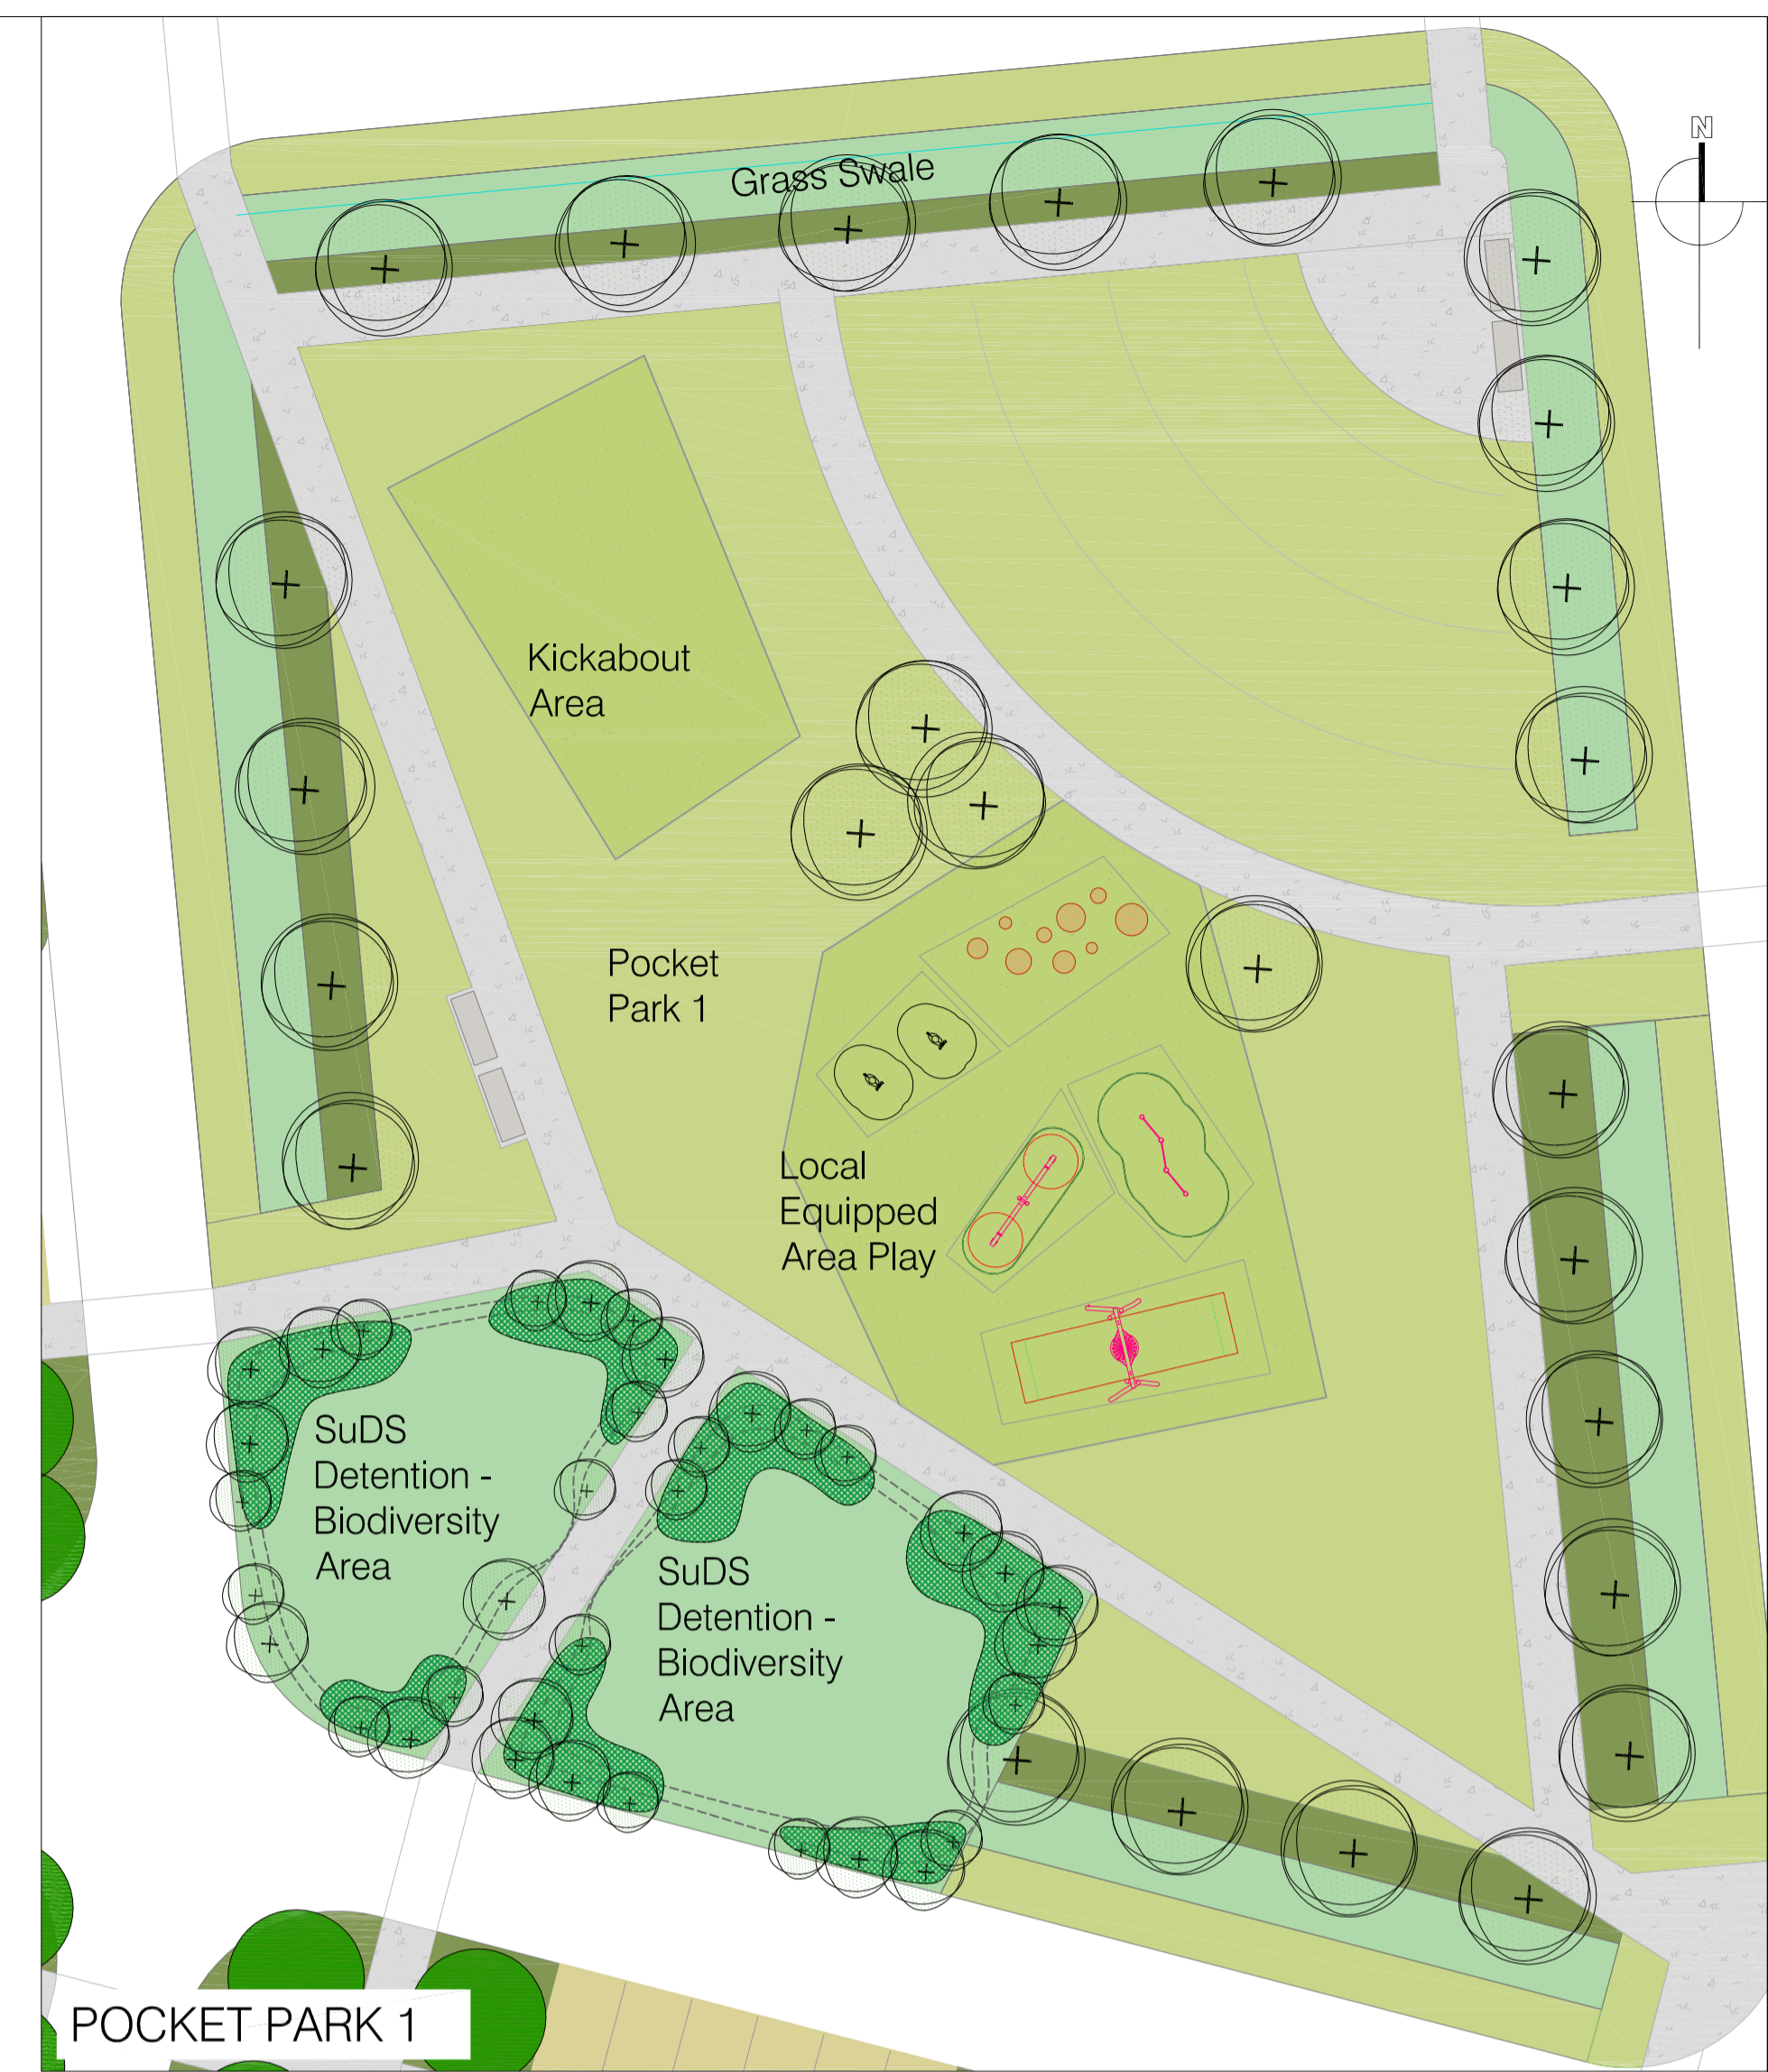 N
Grass Swale
Kickabout
Area
Pocket
Park 1
Local
Equipped
Area Play
SuDS
Detention -
Biodiversity
Area
SuDS
Detention -
Biodiversity
Area
POCKET PARK 1